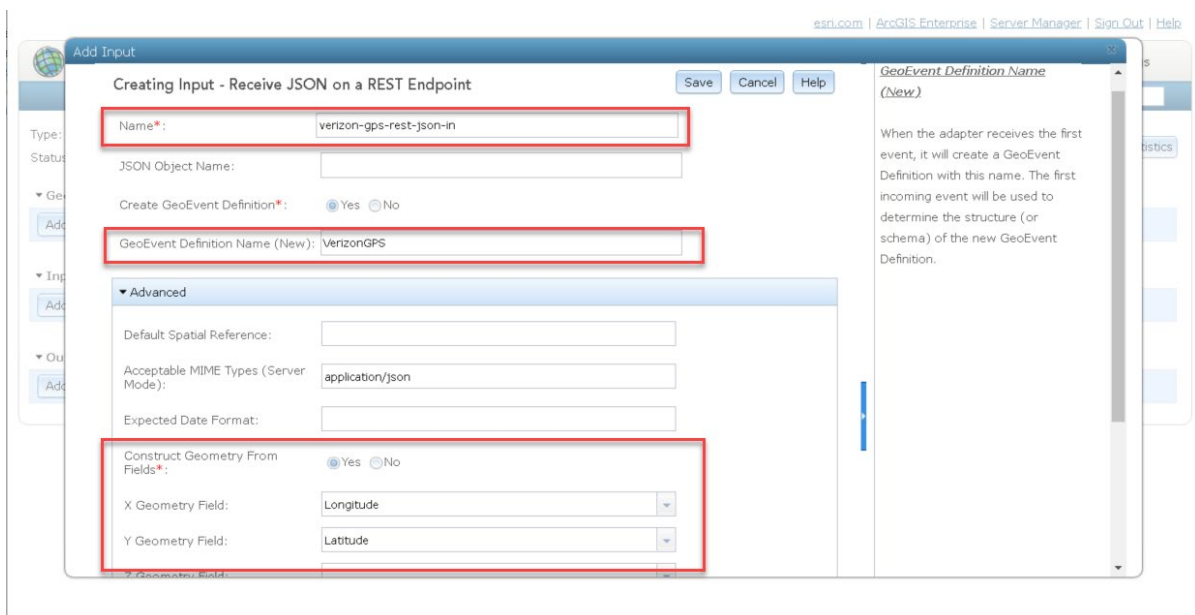 esri.com | ArcGIS Enterprise | Server Manager | Sign Out | Help
Add Input
Creating Input - Receive JSON on a REST Endpoint
Save Cancel Help
Name*: verizon-gps-rest-json-in
JSON Object Name:
Create GeoEvent Definition*: Yes No
GeoEvent Definition Name (New): VerizonGPS
Advanced
Default Spatial Reference:
Acceptable MIME Types (Server
Mode): application/json
Expected Date Format:
Construct Geometry From
Fields*: Yes No
X Geometry Field: Longitude
Y Geometry Field: Latitude
Z Geometry Field:
GeoEvent Definition Name
(New)
When the adapter receives the first
event, it will create a GeoEvent
Definition with this name. The first
incoming event will be used to
determine the structure (or
schema) of the new GeoEvent
Definition.
Type:
Status
Ge
Add
Inp
Add
Ou
Add
s
tistics